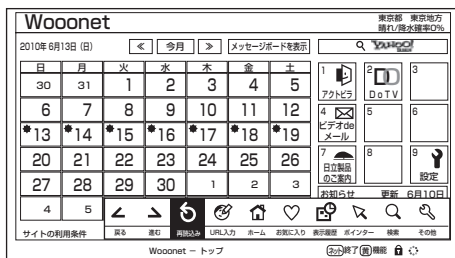 Wooonet
東京都 東京地方
晴れ/降水確率0%
2010年 6月13日 (日)
≪ 今月 ≫
メッセージボードを表示
YAHOO!
日 月 火 水 木 金 土
30 31 1 2 3 4 5
6 7 8 9 10 11 12
13 14 15 16 17 18 19
20 21 22 23 24 25 26
27 28 29 30 1 2 3
4 5
1 アクトビラ
2 DoTV
3
4 ビデオde
メール
5
6
7 日立製品
のご案内
8
9 設定
お知らせ 更新 6月10日
サイトの利用条件
戻る 進む 再読込み URL入力 ホーム お気に入り 表示履歴 ポインター 検索 その他
Wooonet − トップ
ネット終了 黄機能